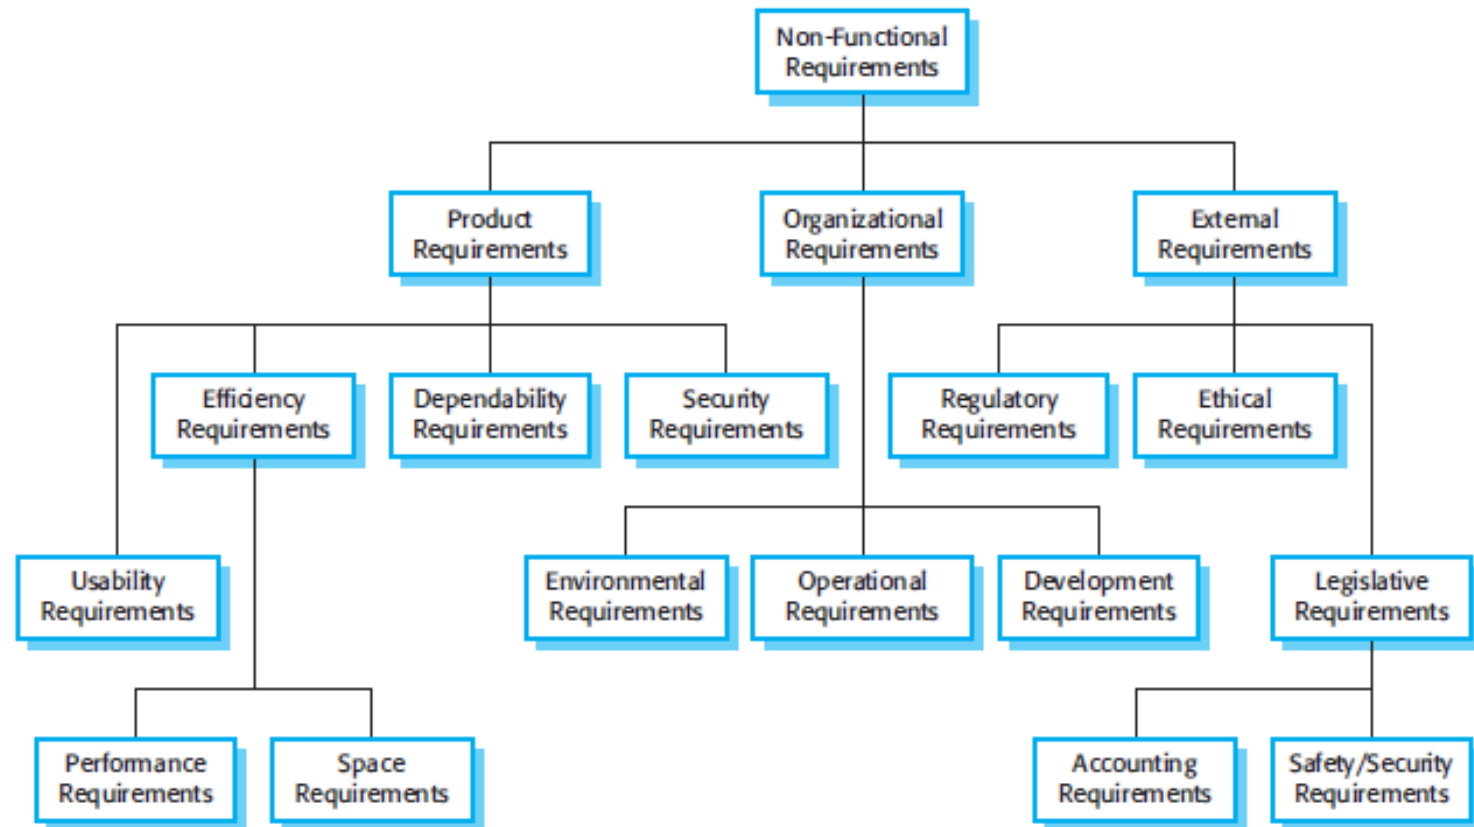 Non-Functional
Requirements
Product
Requirements
Organizational
Requirements
External
Requirements
Efficiency
Requirements
Dependability
Requirements
Security
Requirements
Regulatory
Requirements
Ethical
Requirements
Usability
Requirements
Environmental
Requirements
Operational
Requirements
Development
Requirements
Legislative
Requirements
Performance
Requirements
Space
Requirements
Accounting
Requirements
Safety/Security
Requirements